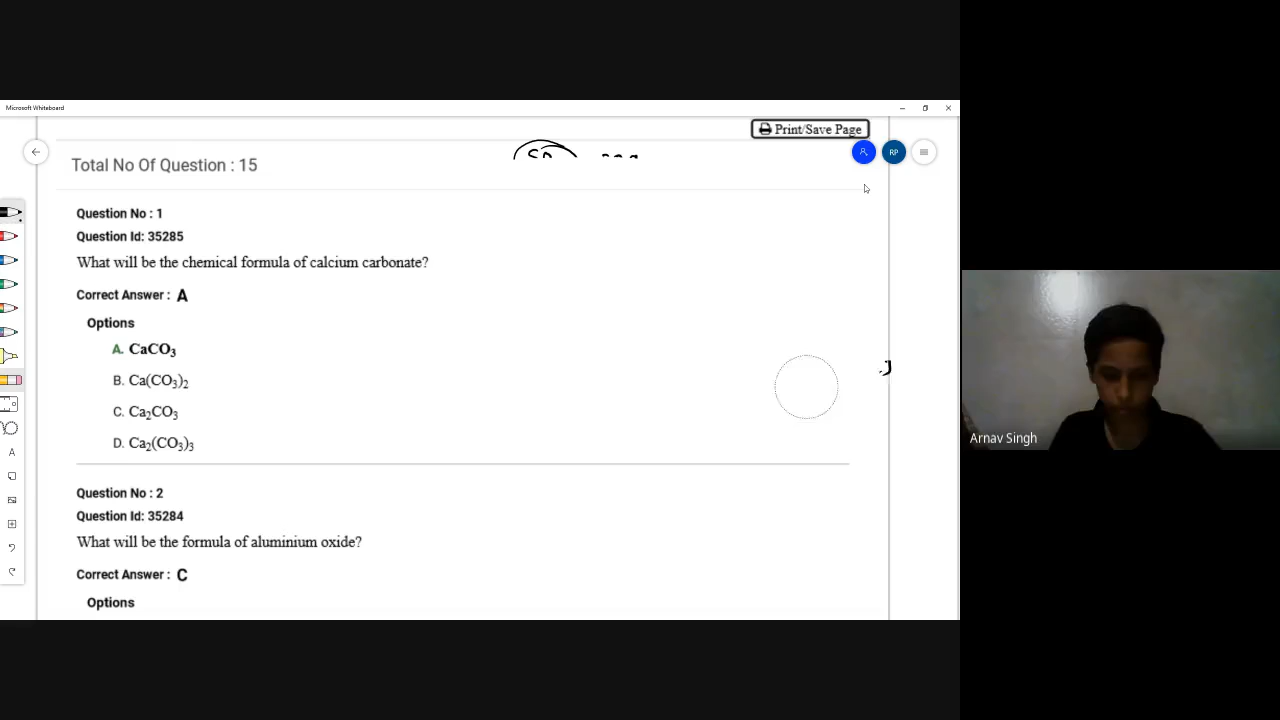 Microsoft Whiteboard
Print/Save Page
Total No Of Question : 15
RP
Question No : 1
Question Id: 35285
What will be the chemical formula of calcium carbonate?
Correct Answer : A
Options
A. CaCO₃
B. Ca(CO₃)₂
C. Ca₂CO₃
D. Ca₂(CO₃)₃
Question No : 2
Question Id: 35284
What will be the formula of aluminium oxide?
Correct Answer : C
Options
A
Arnav Singh